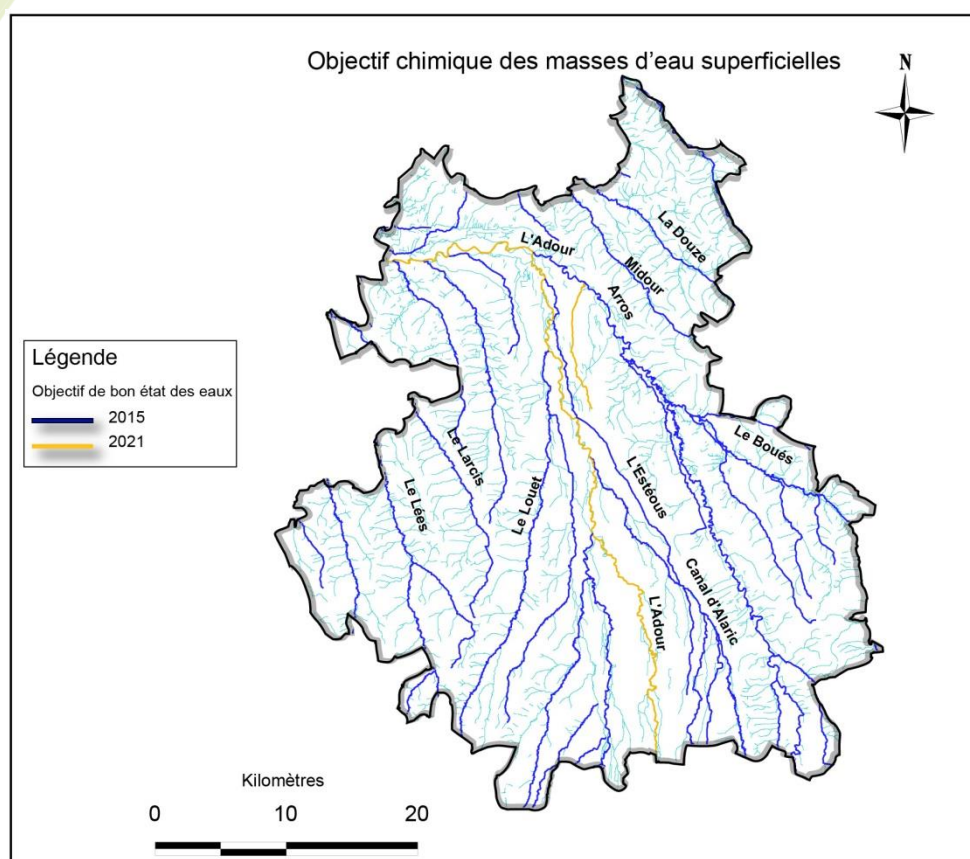 Objectif chimique des masses d'eau superficielles
N
La Douze
L'Adour
Midour
Arros
Légende
Objectif de bon état des eaux
2015
2021
Le Boués
Le Larcis
L'Estéous
Le Louet
Le Lées
Canal d'Alaric
L'Adour
Kilomètres
0 10 20